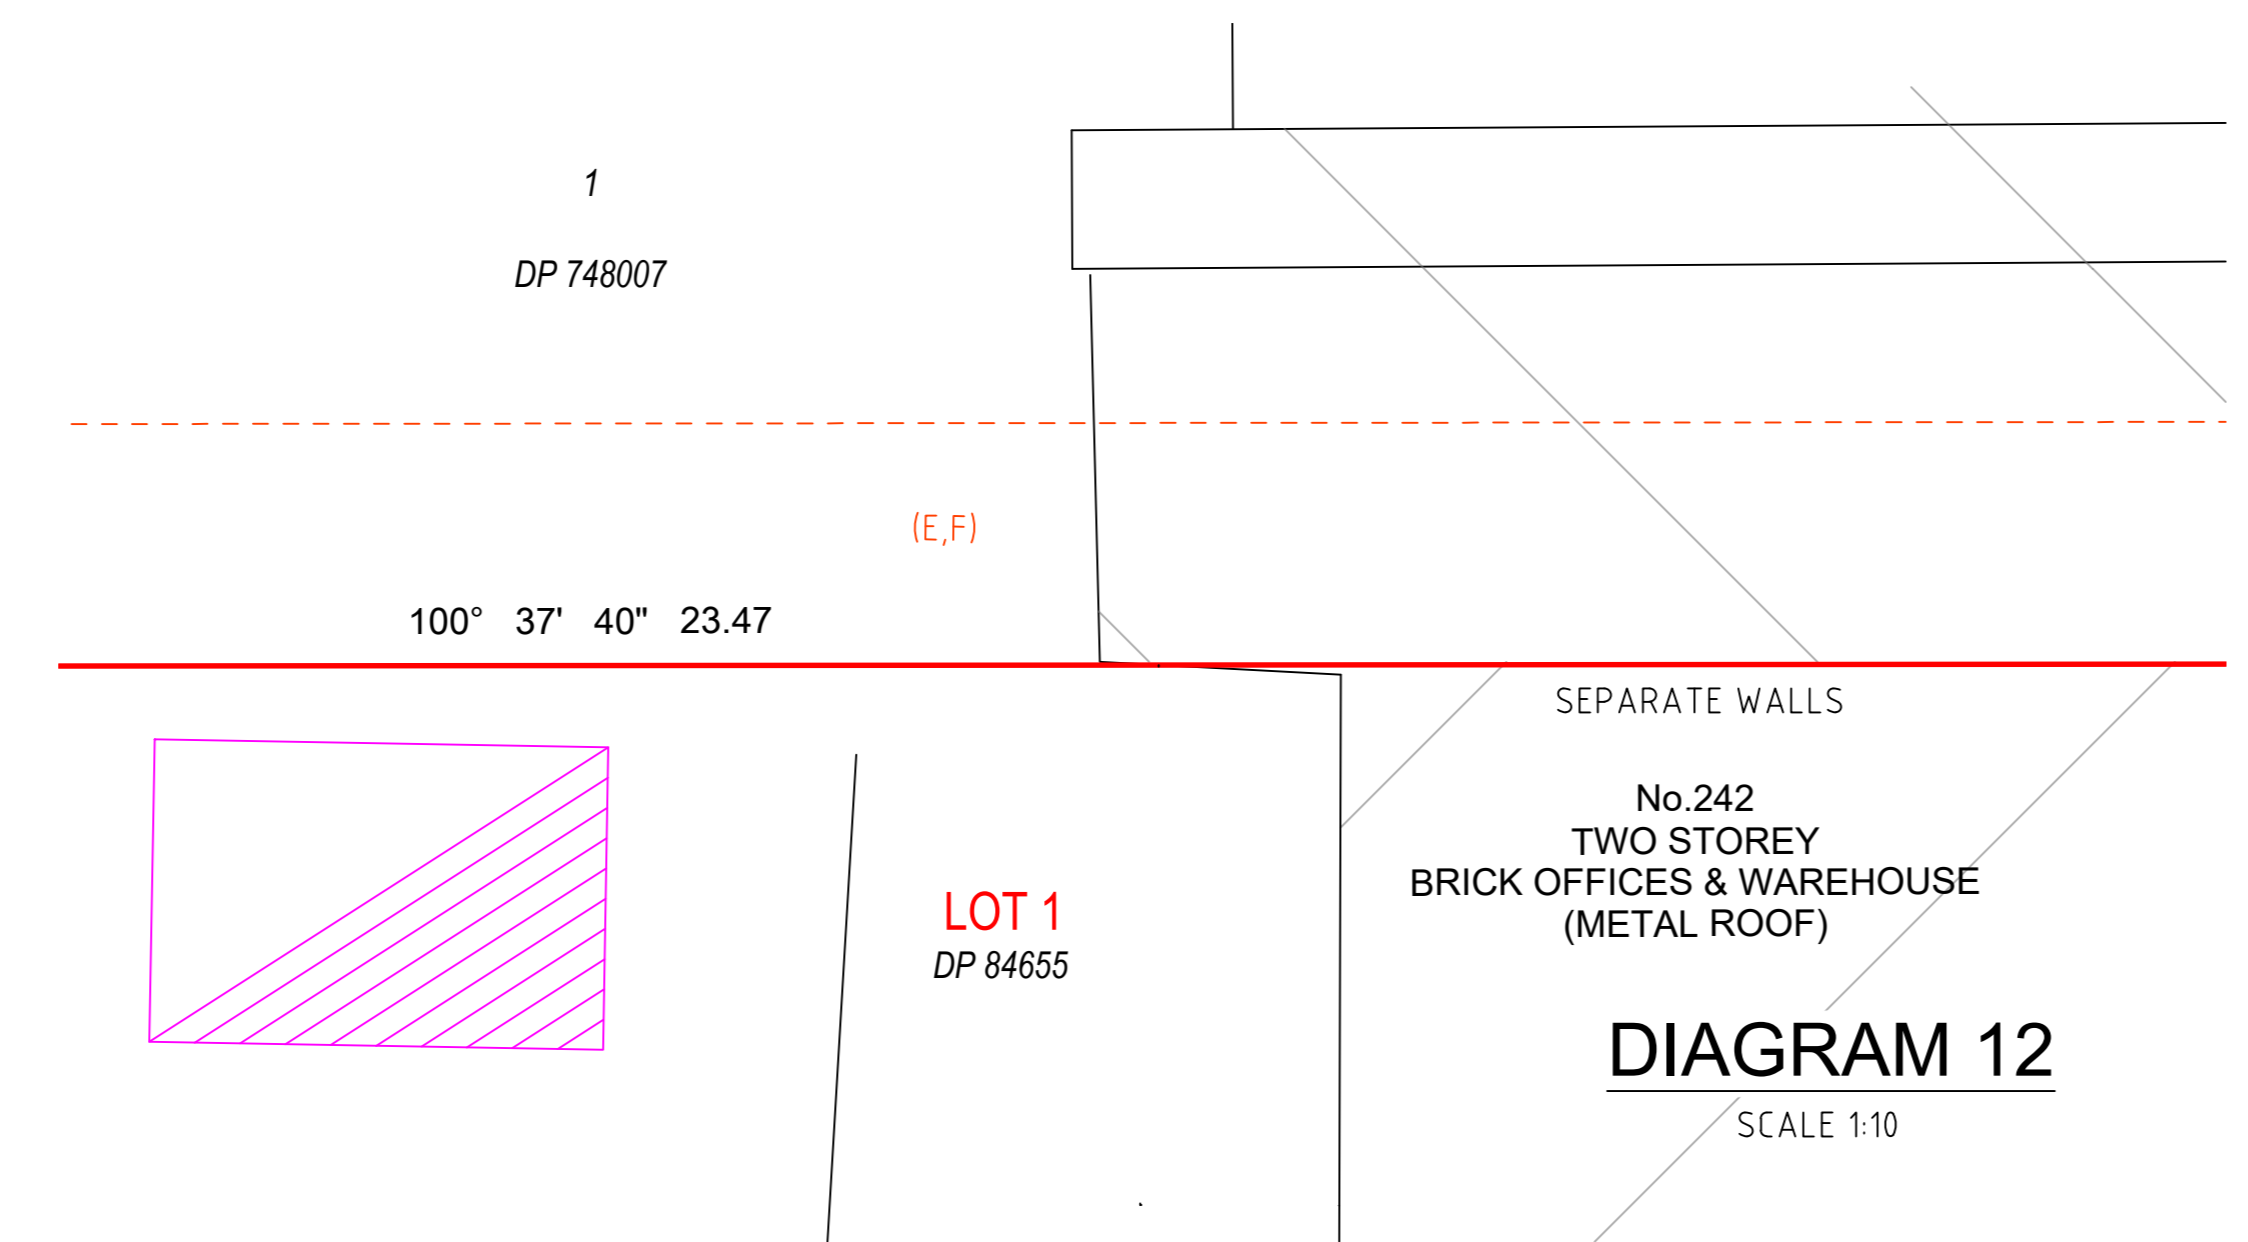 1
DP 748007
(E,F)
100° 37' 40" 23.47
SEPARATE WALLS
No.242
TWO STOREY
BRICK OFFICES & WAREHOUSE
(METAL ROOF)
LOT 1
DP 84655
DIAGRAM 12
SCALE 1:10